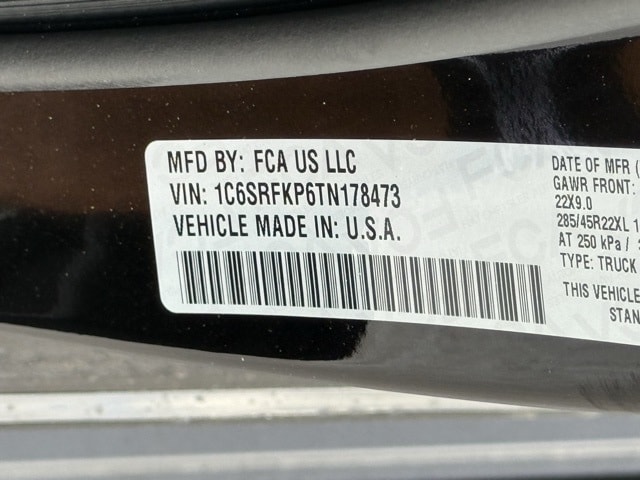 MFD BY: FCA US LLC
VIN: 1C6SRFKP6TN178473
VEHICLE MADE IN: U.S.A.
DATE OF MFR (
GAWR FRONT:
22X9.0
285/45R22XL 1
AT 250 kPa /
TYPE: TRUCK
THIS VEHICLE
STAN